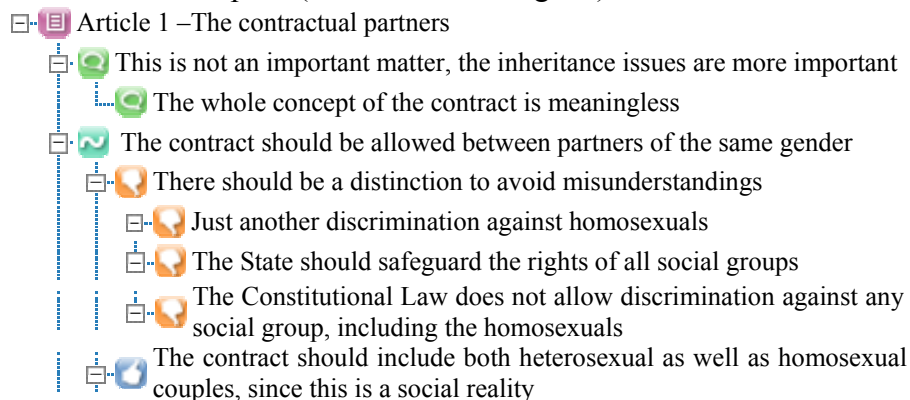 Article 1 –The contractual partners
This is not an important matter, the inheritance issues are more important
The whole concept of the contract is meaningless
The contract should be allowed between partners of the same gender
There should be a distinction to avoid misunderstandings
Just another discrimination against homosexuals
The State should safeguard the rights of all social groups
The Constitutional Law does not allow discrimination against any
social group, including the homosexuals
The contract should include both heterosexual as well as homosexual
couples, since this is a social reality